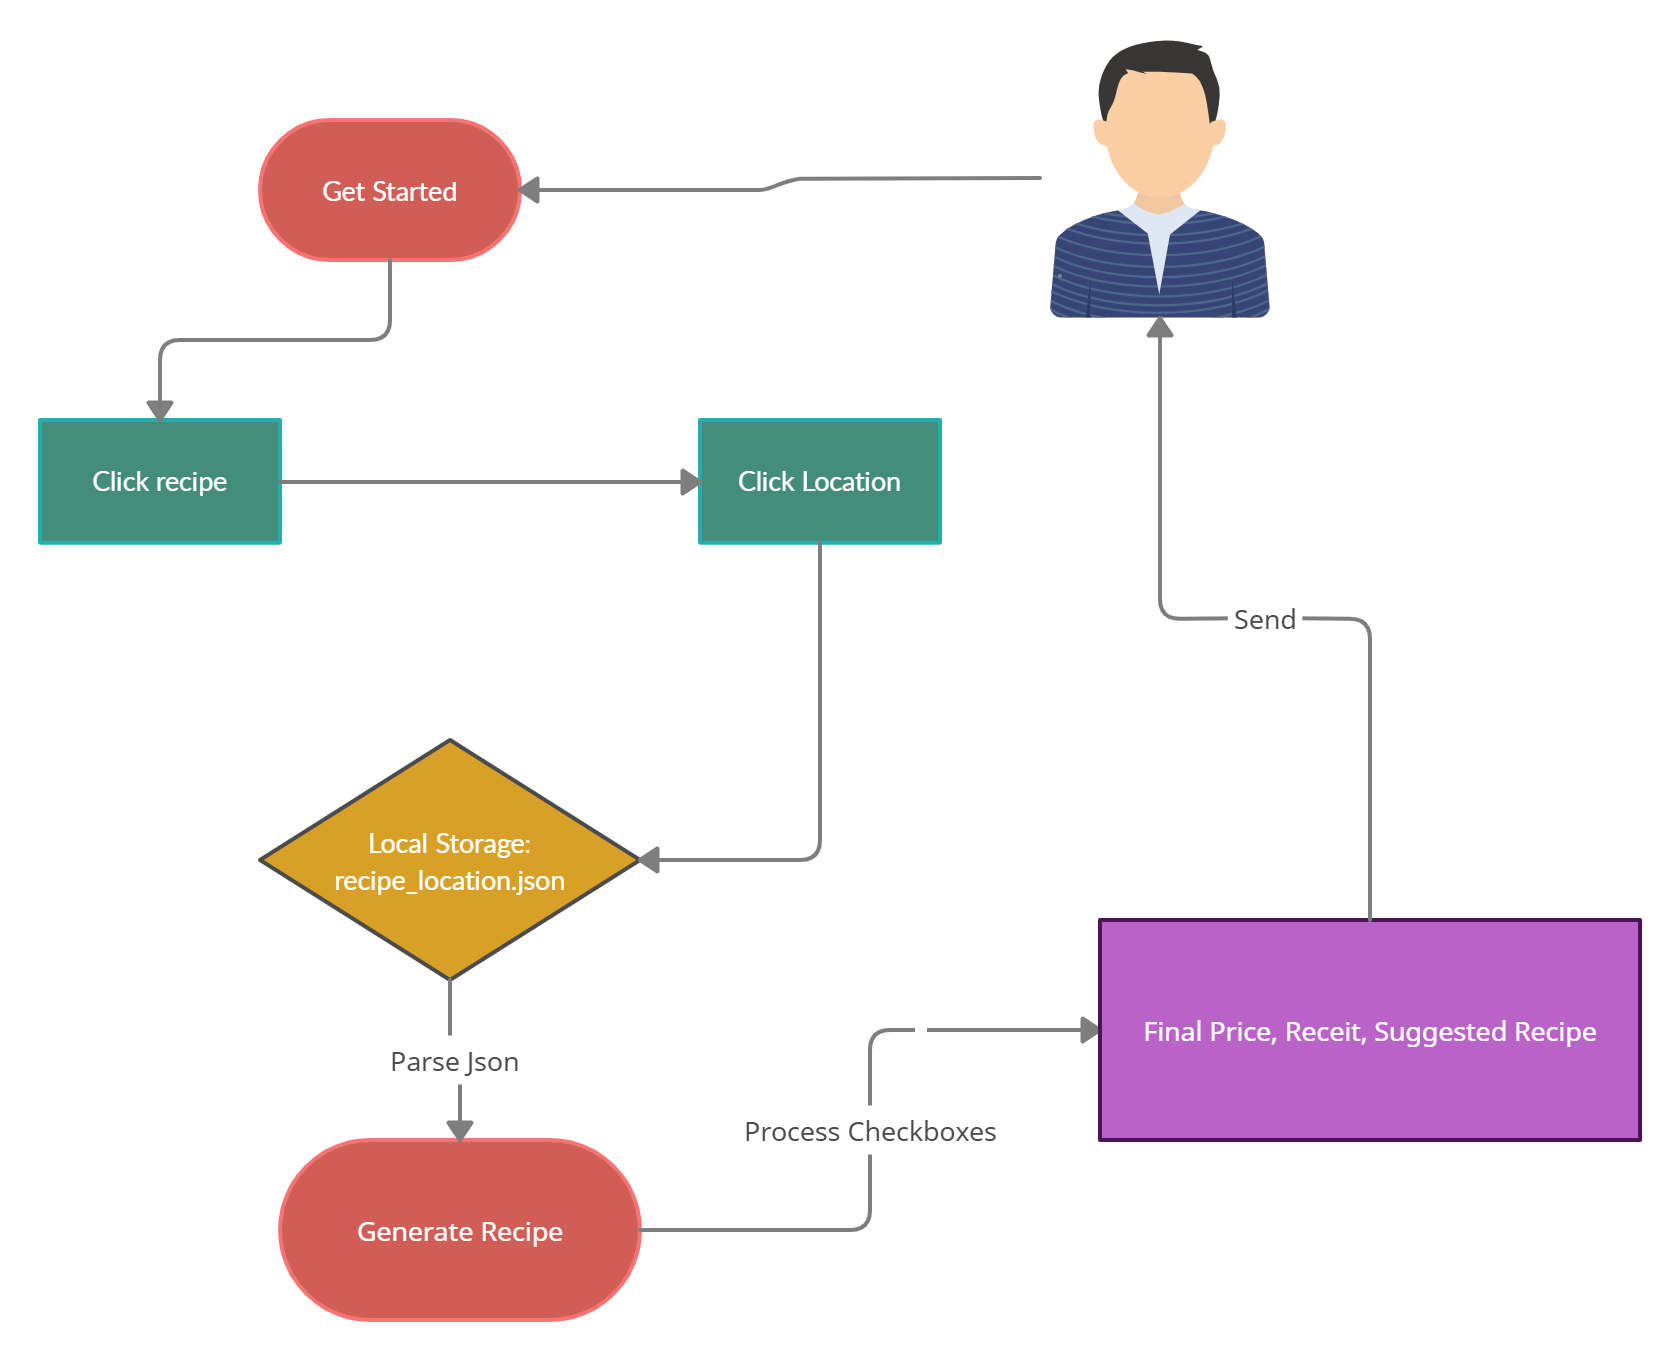 Get Started
Click recipe
Click Location
Send
Local Storage:
recipe_location.json
Parse Json
Process Checkboxes
Final Price, Receit, Suggested Recipe
Generate Recipe